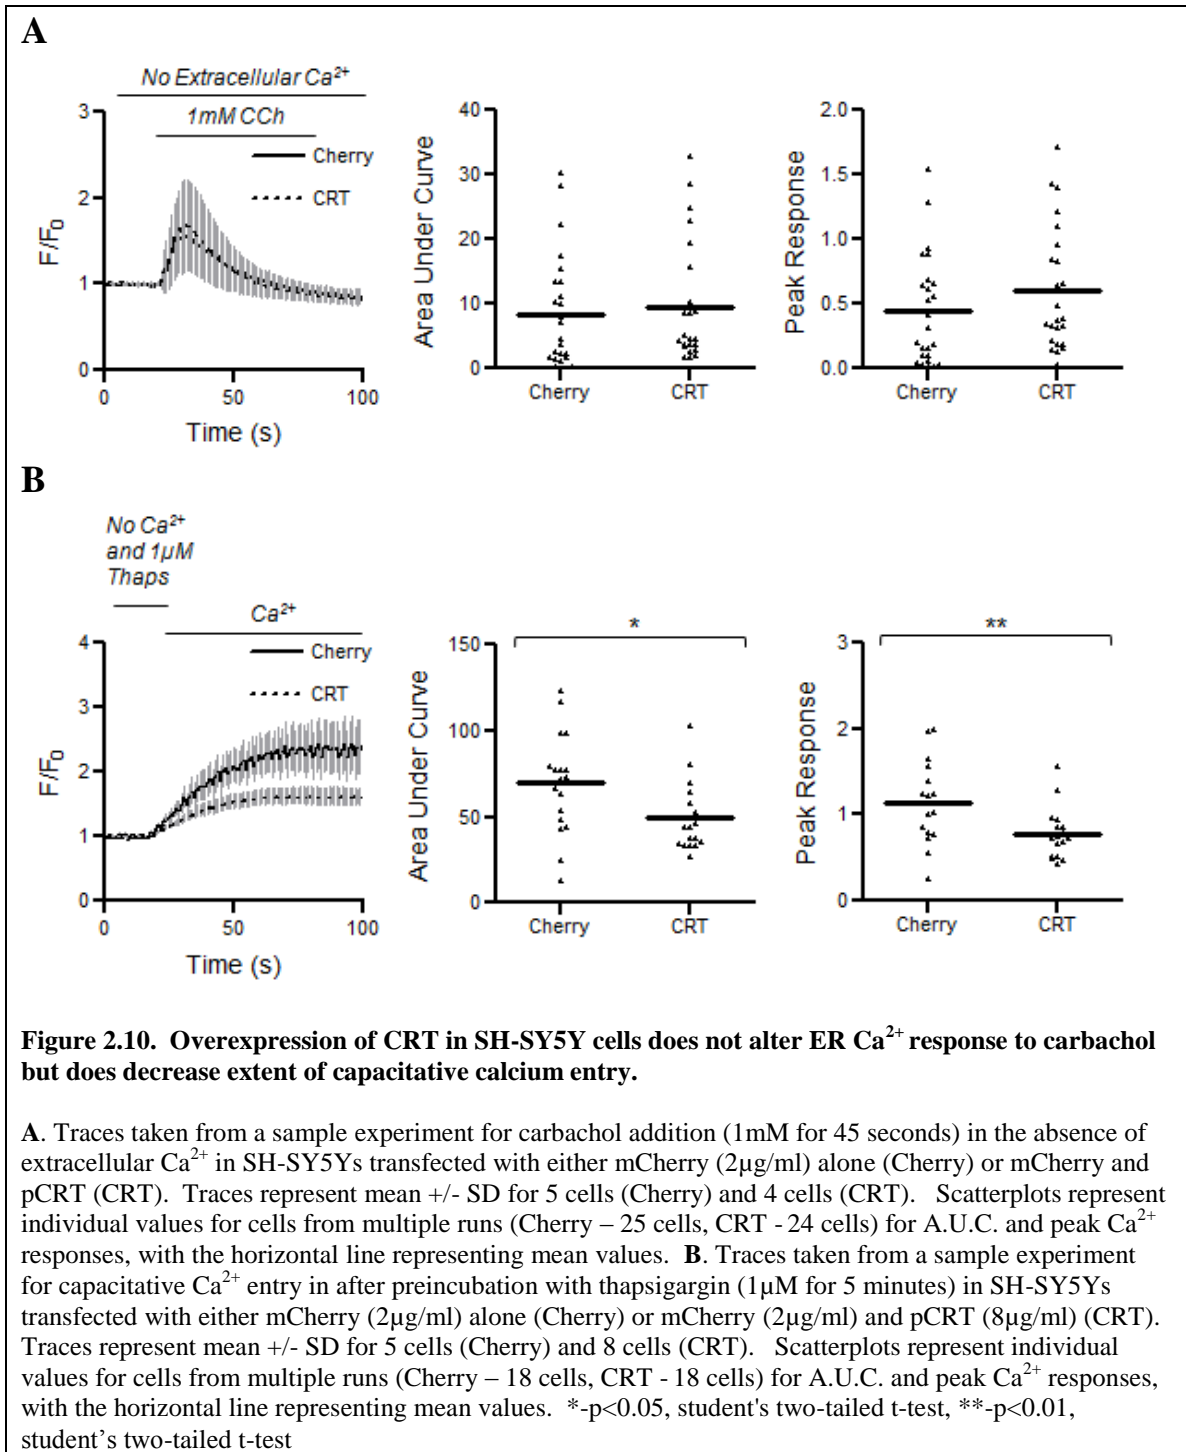 A
No Extracellular Ca²⁺
1mM CCh
Cherry
CRT
3
2
1
0
F/F₀
0 50 100
Time (s)
40
30
20
10
0
Area Under Curve
Cherry CRT
2.0
1.5
1.0
0.5
0.0
Peak Response
Cherry CRT
B
No Ca²⁺
and 1µM
Thaps
Ca²⁺
Cherry
CRT
4
3
2
1
0
F/F₀
0 50 100
Time (s)
*
150
100
50
0
Area Under Curve
Cherry CRT
**
3
2
1
0
Peak Response
Cherry CRT
Figure 2.10. Overexpression of CRT in SH-SY5Y cells does not alter ER Ca²⁺ response to carbachol
but does decrease extent of capacitative calcium entry.
A. Traces taken from a sample experiment for carbachol addition (1mM for 45 seconds) in the absence of
extracellular Ca²⁺ in SH-SY5Ys transfected with either mCherry (2µg/ml) alone (Cherry) or mCherry and
pCRT (CRT). Traces represent mean +/- SD for 5 cells (Cherry) and 4 cells (CRT). Scatterplots represent
individual values for cells from multiple runs (Cherry – 25 cells, CRT - 24 cells) for A.U.C. and peak Ca²⁺
responses, with the horizontal line representing mean values. B. Traces taken from a sample experiment
for capacitative Ca²⁺ entry in after preincubation with thapsigargin (1µM for 5 minutes) in SH-SY5Ys
transfected with either mCherry (2µg/ml) alone (Cherry) or mCherry (2µg/ml) and pCRT (8µg/ml) (CRT).
Traces represent mean +/- SD for 5 cells (Cherry) and 8 cells (CRT). Scatterplots represent individual
values for cells from multiple runs (Cherry – 18 cells, CRT - 18 cells) for A.U.C. and peak Ca²⁺ responses,
with the horizontal line representing mean values. *-p<0.05, student's two-tailed t-test, **-p<0.01,
student’s two-tailed t-test